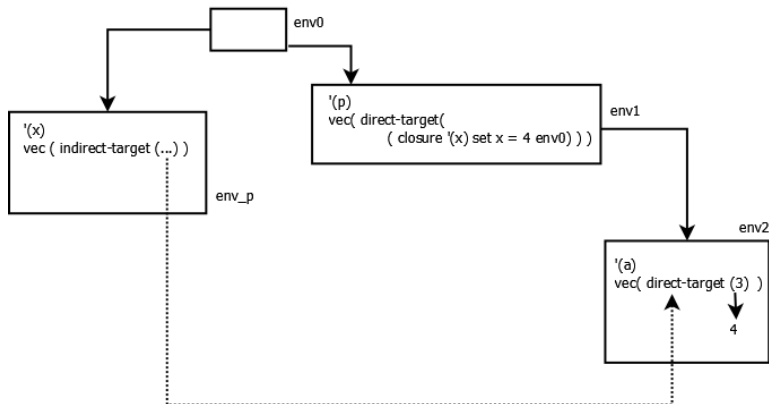 env0
'(p)
vec( direct-target(
( closure '(x) set x = 4 env0) ) )
env1
'(x)
vec ( indirect-target (...) )
env_p
env2
'(a)
vec( direct-target (3) )
4